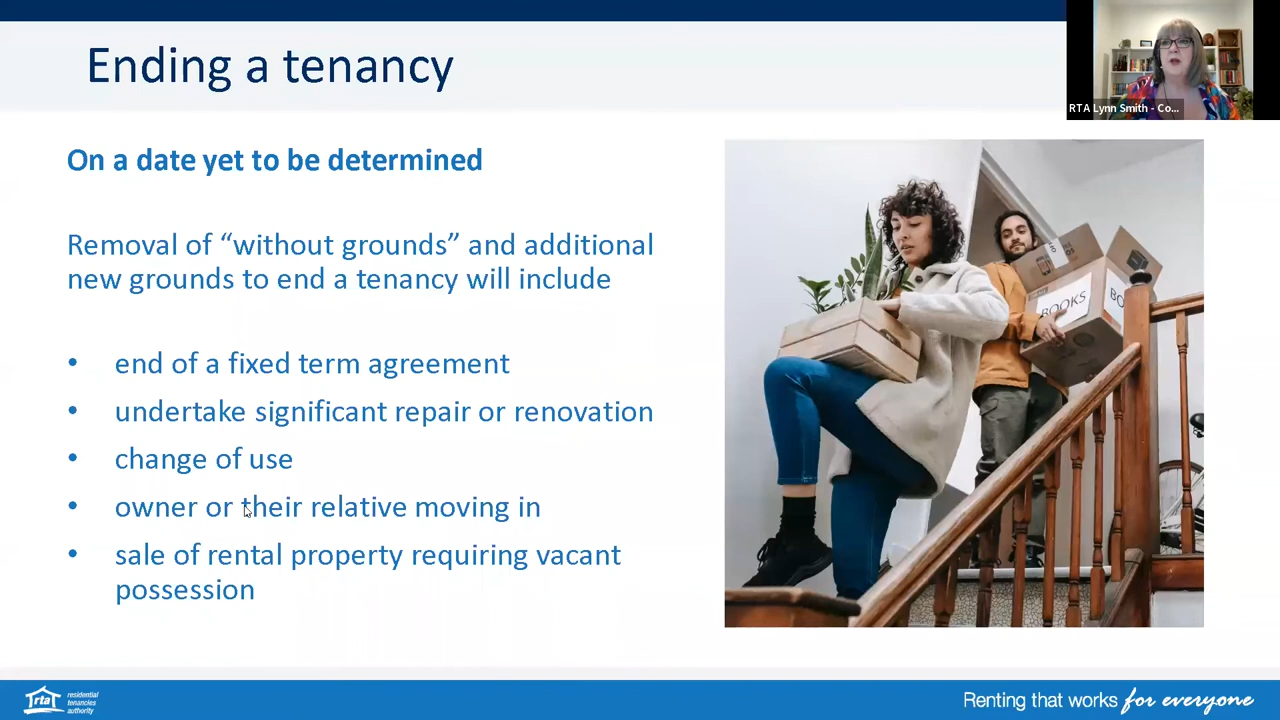 Ending a tenancy
RTA Lynn Smith - Co...
On a date yet to be determined
Removal of “without grounds” and additional
new grounds to end a tenancy will include
• end of a fixed term agreement
• undertake significant repair or renovation
• change of use
• owner or their relative moving in
• sale of rental property requiring vacant
possession
BOOKS
BO
rta
residential
tenancies
authority
Renting that works for everyone